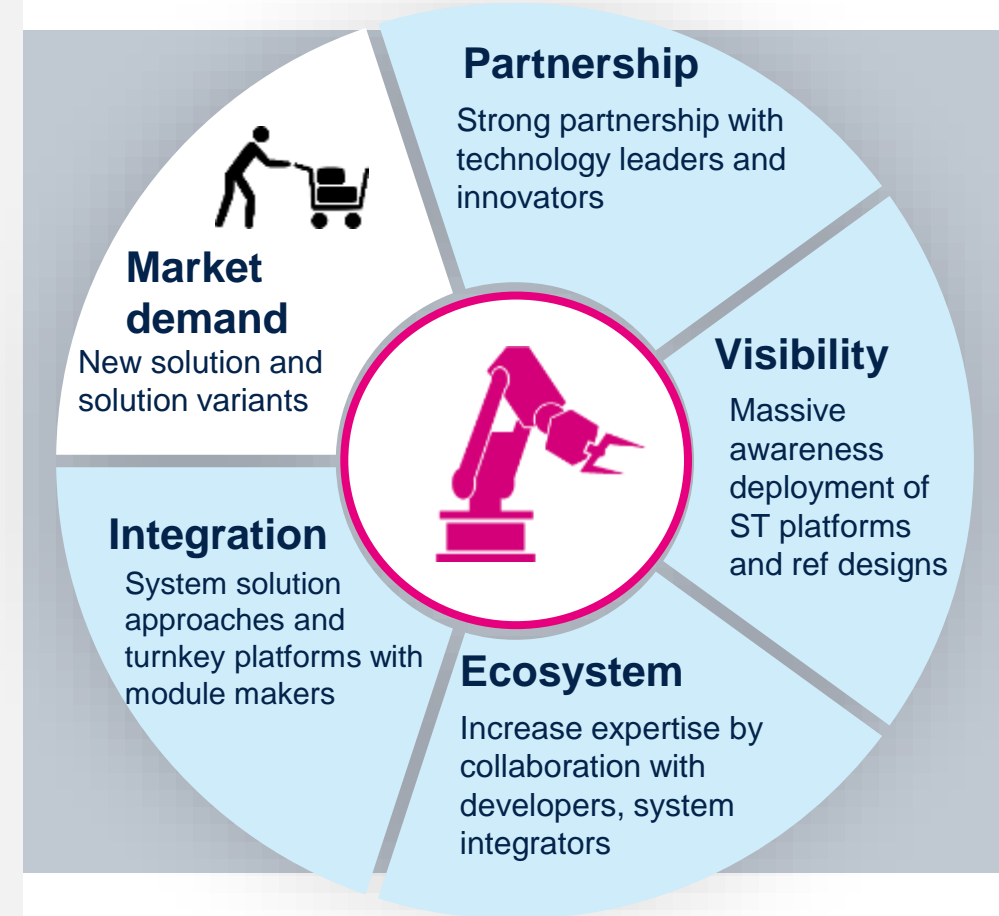 Partnership
Strong partnership with
technology leaders and
innovators
Visibility
Massive
awareness
deployment of
ST platforms
and ref designs
Ecosystem
Increase expertise by
collaboration with
developers, system
integrators
Integration
System solution
approaches and
turnkey platforms with
module makers
Market
demand
New solution and
solution variants